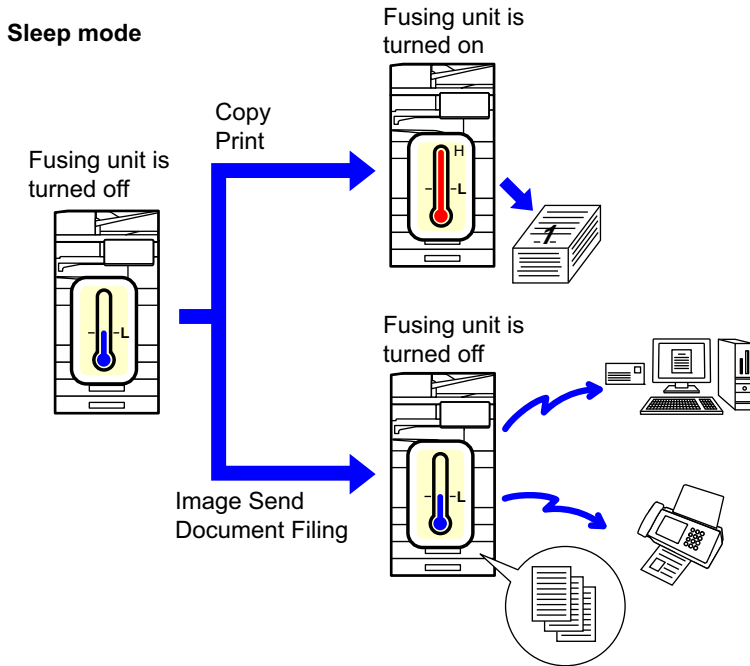 Sleep mode
Fusing unit is
turned off
L
Copy
Print
Fusing unit is
turned on
H
L
1
Image Send
Document Filing
Fusing unit is
turned off
L